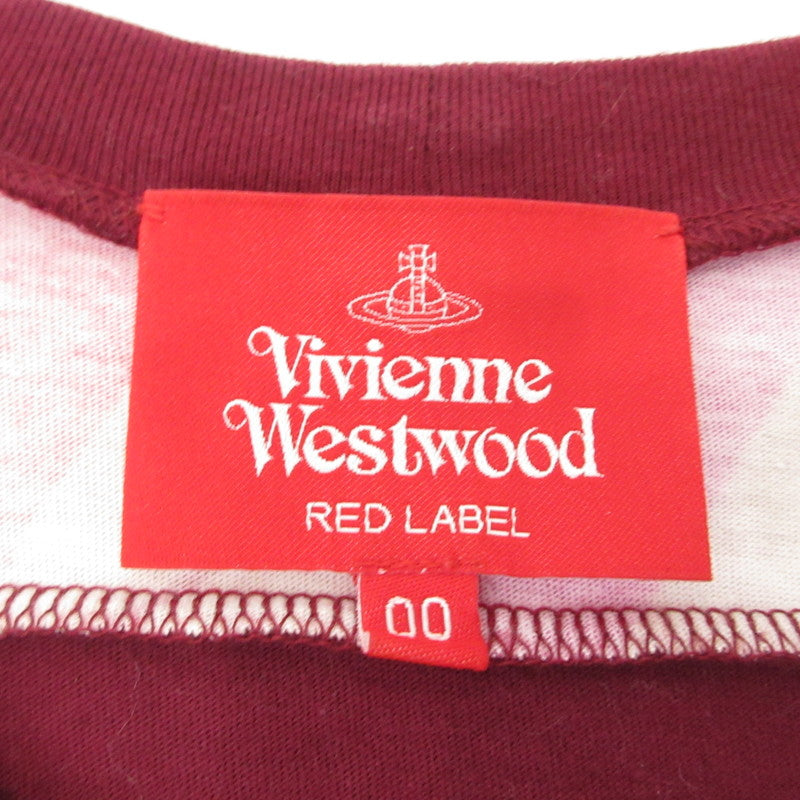 Vivienne
Westwood
RED LABEL
00